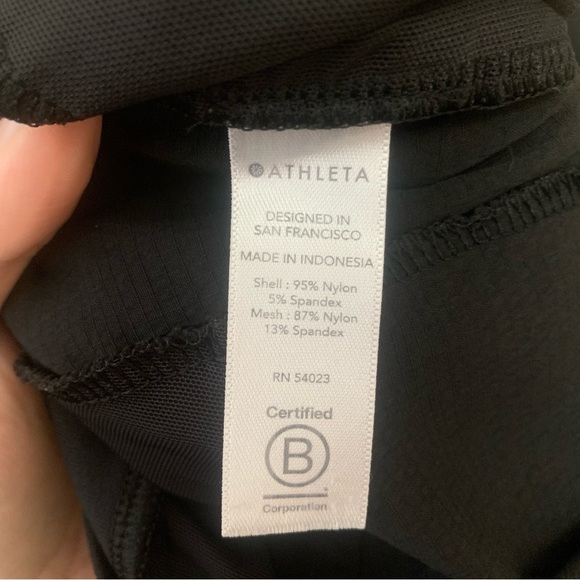 ATHLETA
DESIGNED IN
SAN FRANCISCO
MADE IN INDONESIA
Shell : 95% Nylon
5% Spandex
Mesh : 87% Nylon
13% Spandex
RN 54023
Certified
B
Corporation